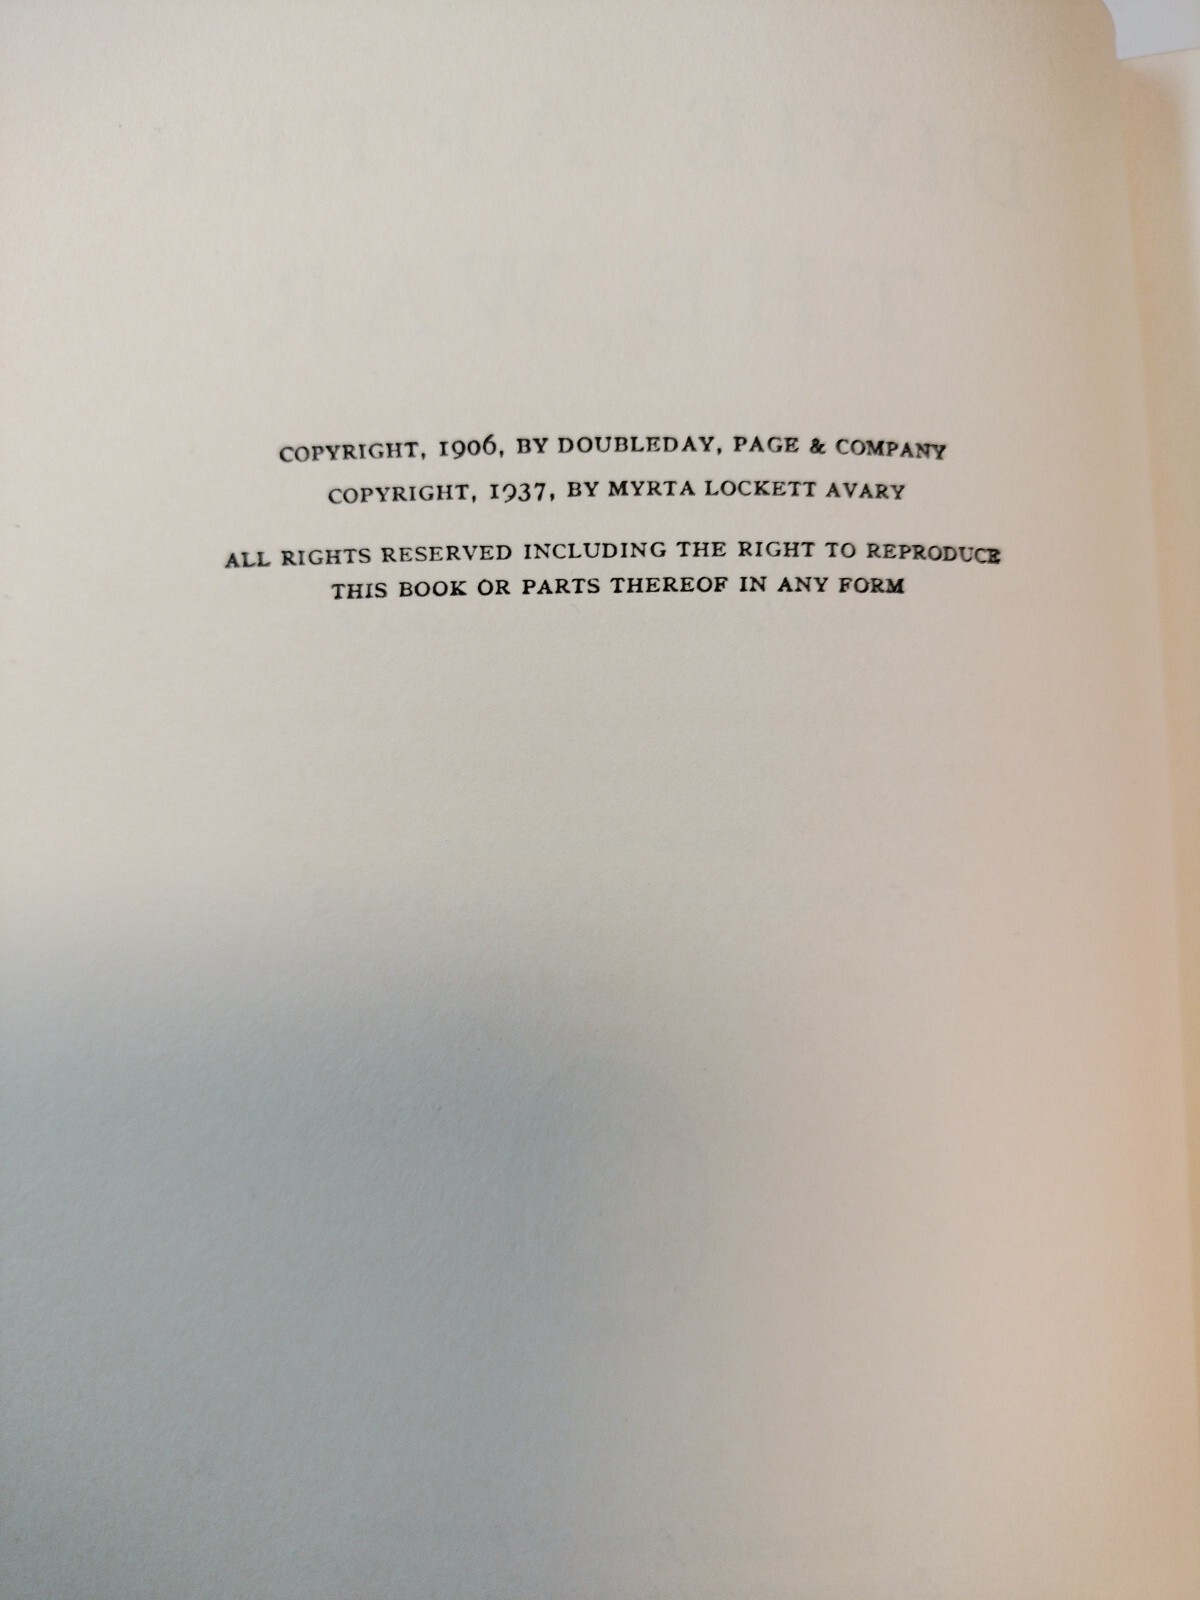 COPYRIGHT, 1906, BY DOUBLEDAY, PAGE & COMPANY
COPYRIGHT, 1937, BY MYRTA LOCKETT AVARY
ALL RIGHTS RESERVED INCLUDING THE RIGHT TO REPRODUCE
THIS BOOK OR PARTS THEREOF IN ANY FORM